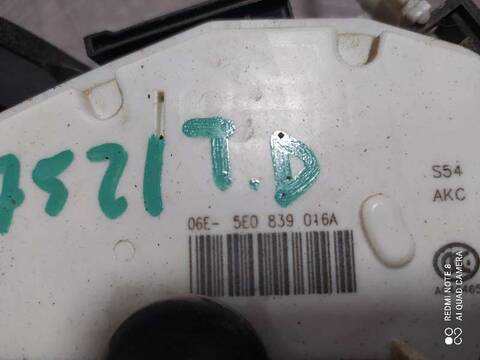 7521 T.D
S54
AKC
06E- 5E0 839 016A
REDMI NOTE 8
AI QUAD CAMERA